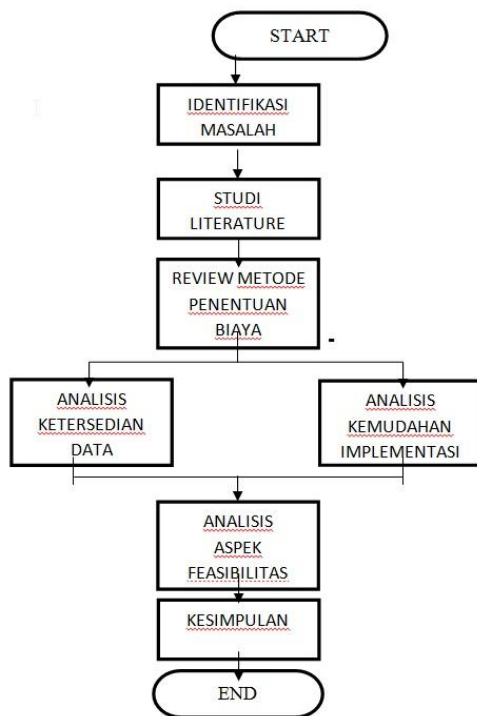 START
IDENTIFIKASI
MASALAH
STUDI
LITERATURE
REVIEW METODE
PENENTUAN
BIAYA
ANALISIS
KETERSEDIAN
DATA
ANALISIS
KEMUDAHAN
IMPLEMENTASI
ANALISIS
ASPEK
FEASIBILITAS
KESIMPULAN
END